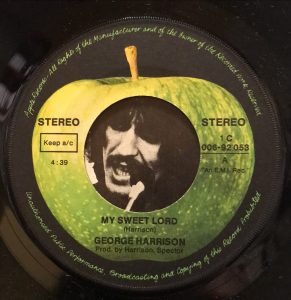 Apple Records · All Rights of the Manufacturer and of the Owner of the Recorded Work Reserved
STEREO
STEREO
Keep a/c
1 C
006-92 053
4:39
A
MY SWEET LORD
(Harrison)
GEORGE HARRISON
Prod. by Harrison, Spector
Unauthorised Public Performance, Broadcasting and Copying of this Record Prohibited